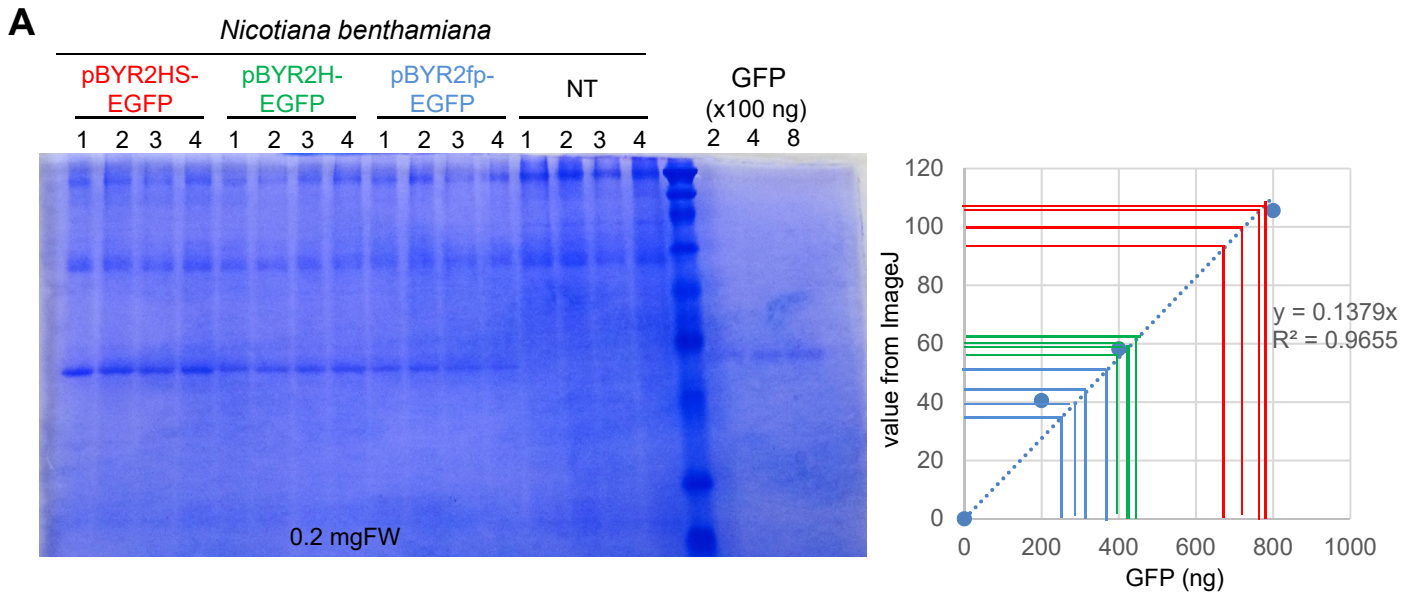 A
Nicotiana benthamiana
pBYR2HS-
EGFP
pBYR2H-
EGFP
pBYR2fp-
EGFP
NT
GFP
(x100 ng)
1 2 3 4 1 2 3 4 1 2 3 4 1 2 3 4 2 4 8
0.2 mgFW
120
100
80
60
40
20
0
value from ImageJ
y = 0.1379x
R² = 0.9655
0 200 400 600 800 1000
GFP (ng)